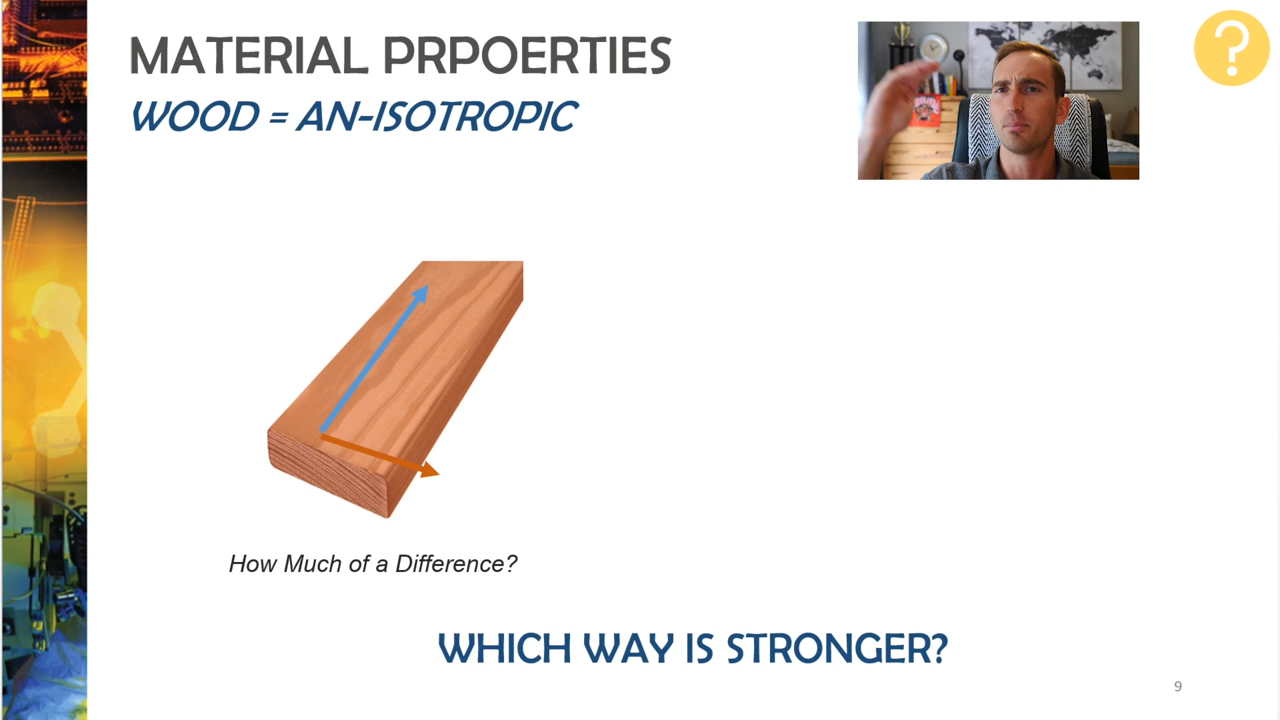 MATERIAL PRPOERTIES
WOOD = AN-ISOTROPIC
?
How Much of a Difference?
WHICH WAY IS STRONGER?
9